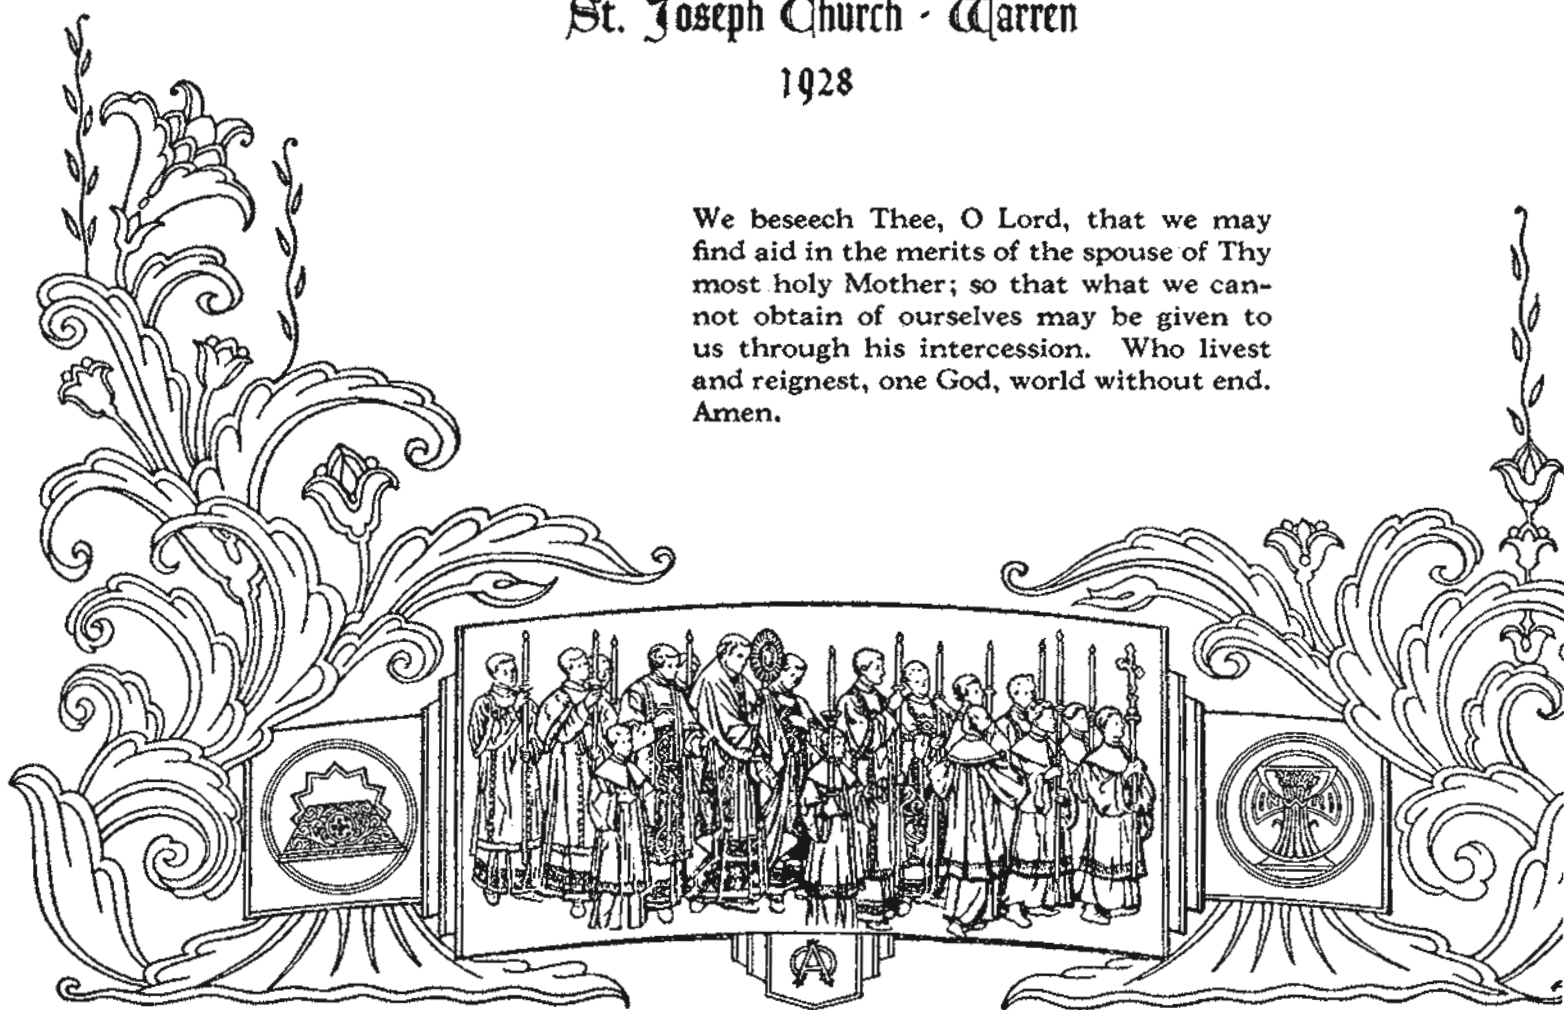 St. Joseph Church - Warren
1928
We beseech Thee, O Lord, that we may
find aid in the merits of the spouse of Thy
most holy Mother; so that what we can-
not obtain of ourselves may be given to
us through his intercession. Who livest
and reignest, one God, world without end.
Amen.